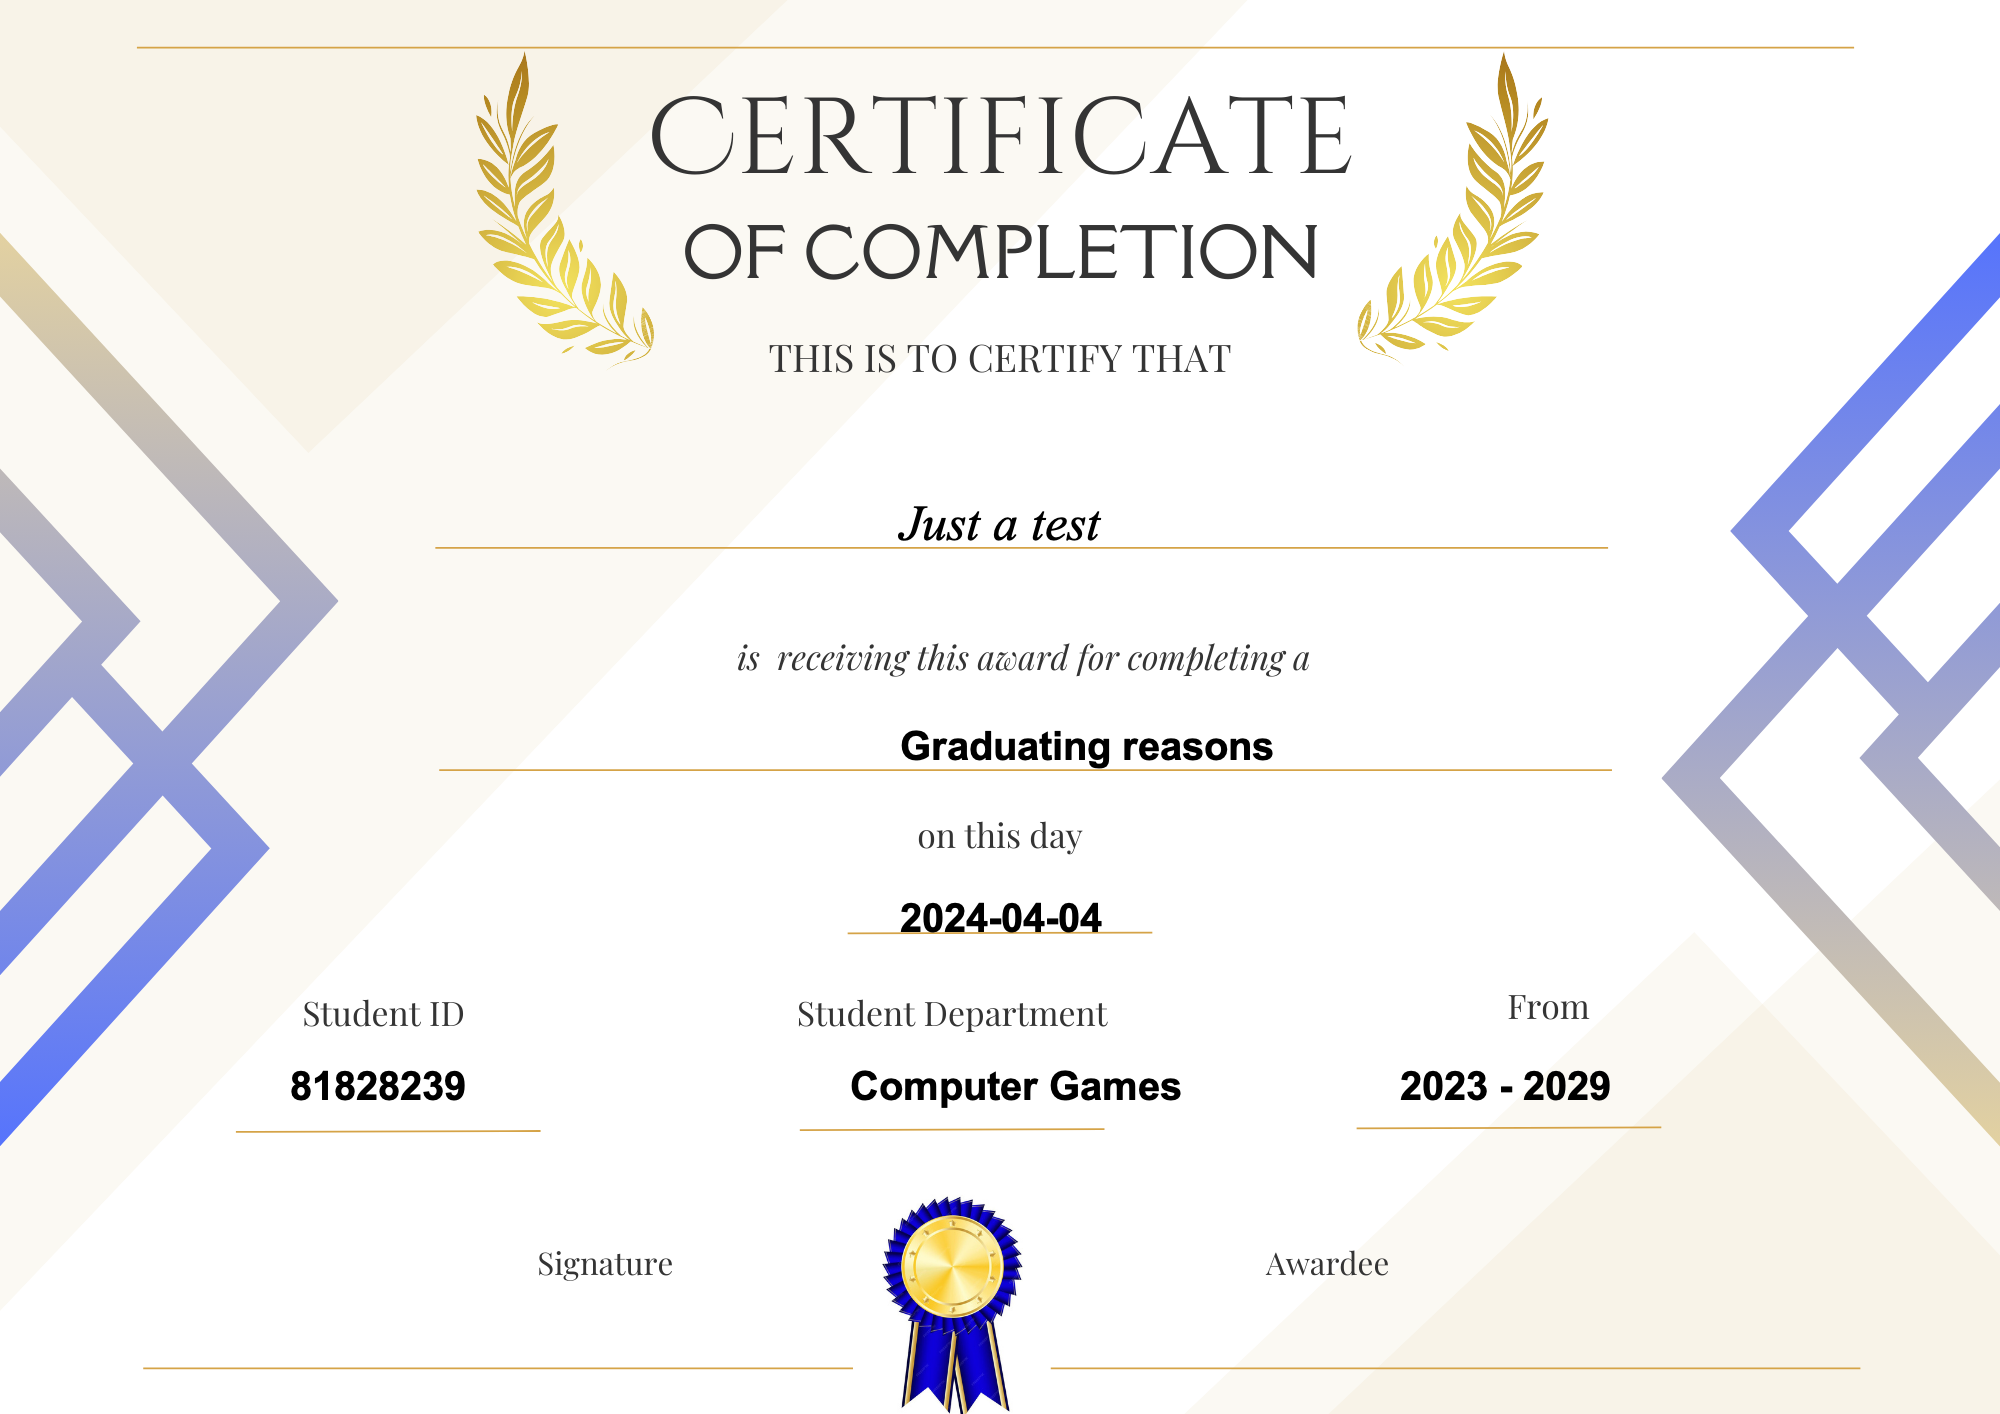 CERTIFICATE
OF COMPLETION
THIS IS TO CERTIFY THAT
Just a test
is receiving this award for completing a
Graduating reasons
on this day
2024-04-04
Student ID
Student Department
From
81828239
Computer Games
2023 - 2029
Signature
Awardee